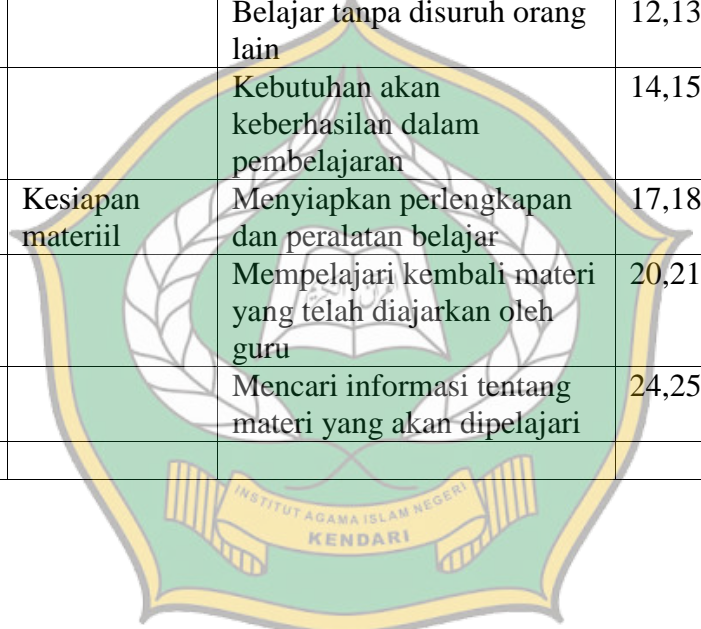 Belajar tanpa disuruh orang 12,13
lain
Kebutuhan akan 14,15
keberhasilan dalam
pembelajaran
Kesiapan Menyiapkan perlengkapan 17,18
materiil dan peralatan belajar
Mempelajari kembali materi 20,21
yang telah diajarkan oleh
guru
Mencari informasi tentang 24,25
materi yang akan dipelajari
INSTITUT AGAMA ISLAM NEGERI
KENDARI